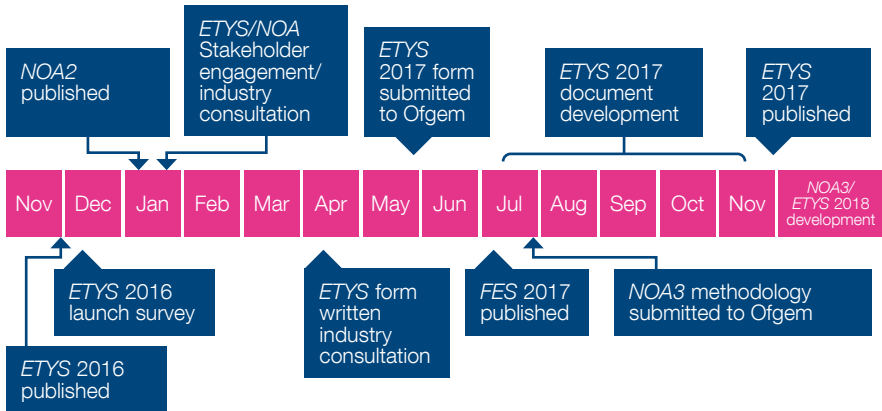 NOA2
published
ETYS/NOA
Stakeholder
engagement/
industry
consultation
ETYS
2017 form
submitted
to Ofgem
ETYS 2017
document
development
ETYS
2017
published
Nov
Dec
Jan
Feb
Mar
Apr
May
Jun
Jul
Aug
Sep
Oct
Nov
NOA3/
ETYS 2018
development
ETYS 2016
published
ETYS 2016
launch survey
ETYS form
written
industry
consultation
FES 2017
published
NOA3 methodology
submitted to Ofgem